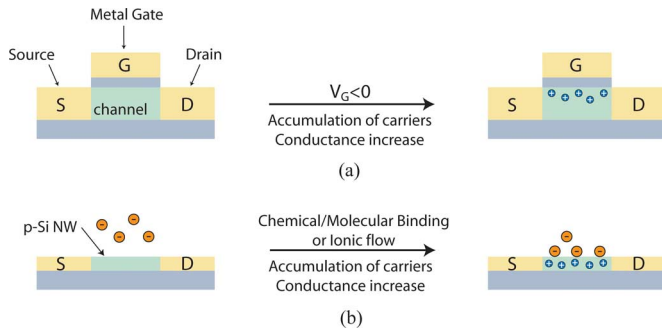 Metal Gate
Source
G
Drain
S
channel
D
V_G<0
Accumulation of carriers
Conductance increase
G
S
D
+ + + + +
(a)
p-Si NW
− − − −
S
D
Chemical/Molecular Binding
or Ionic flow
Accumulation of carriers
Conductance increase
− − − −
S
+ + + + +
D
(b)